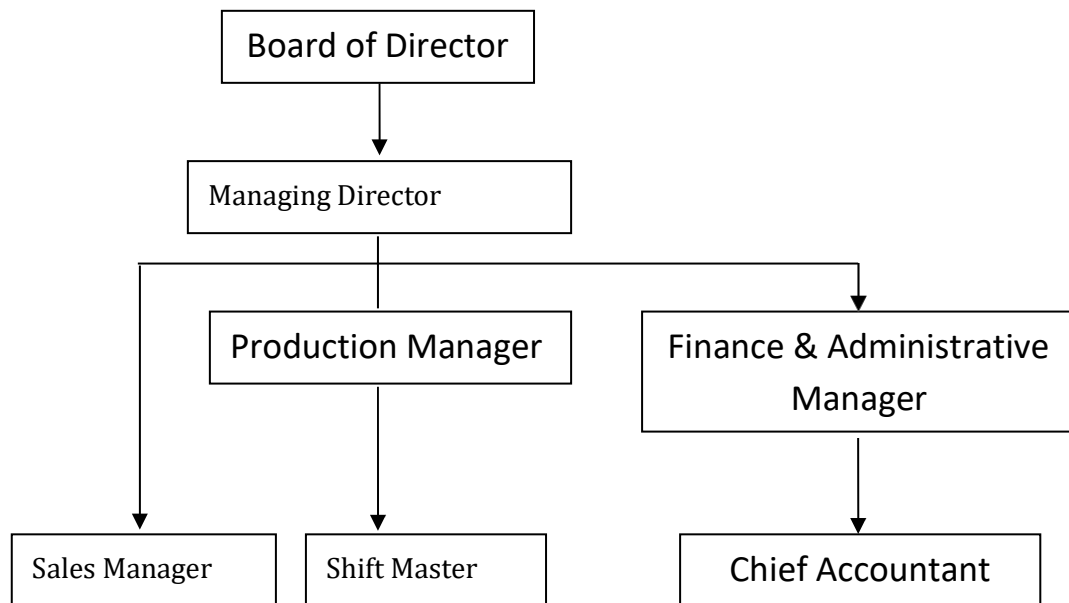 Board of Director
Managing Director
Production Manager
Finance & Administrative
Manager
Sales Manager
Shift Master
Chief Accountant